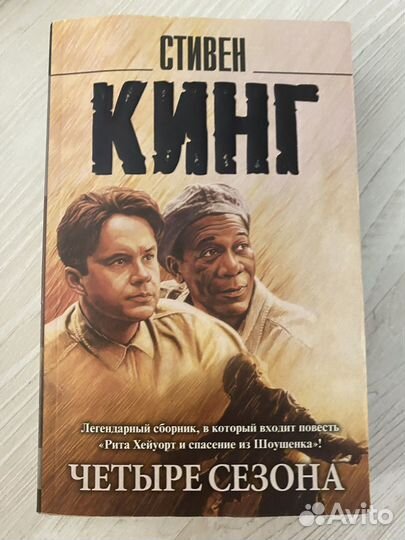 СТИВЕН
КИНГ
Легендарный сборник, в который входит повесть
«Рита Хейуорт и спасение из Шоушенка»!
ЧЕТЫРЕ СЕЗОНА
Avito